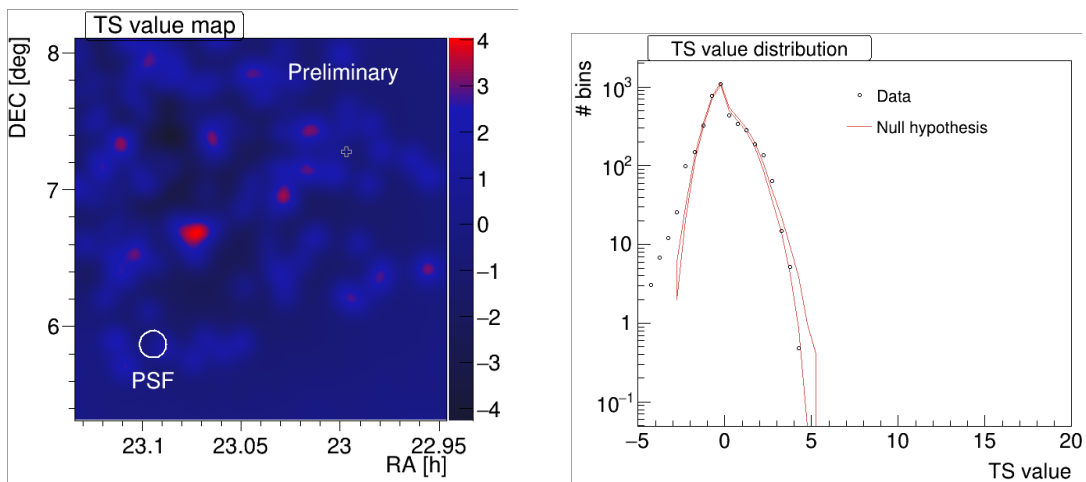 TS value map
DEC [deg]
8
7
6
Preliminary
PSF
23.1
23.05
23
22.95
RA [h]
4
3
2
1
0
−1
−2
−3
−4
TS value distribution
# bins
10³
10²
10
1
10⁻¹
Data
Null hypothesis
−5
0
5
10
15
20
TS value